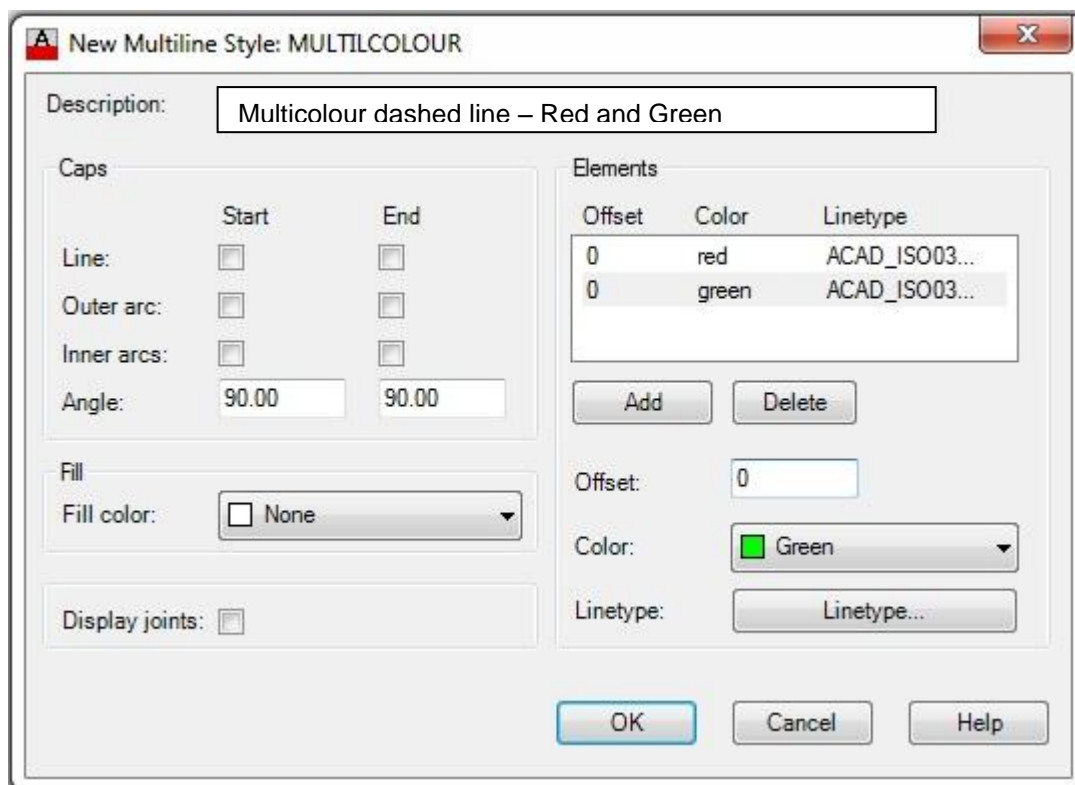 New Multiline Style: MULTILCOLOUR
Description: Multicolour dashed line – Red and Green
Caps
Start End
Line:
Outer arc:
Inner arcs:
Angle: 90.00 90.00
Fill
Fill color: None
Display joints:
Elements
Offset Color Linetype
0 red ACAD_ISO03...
0 green ACAD_ISO03...
Add Delete
Offset: 0
Color: Green
Linetype: Linetype...
OK Cancel Help